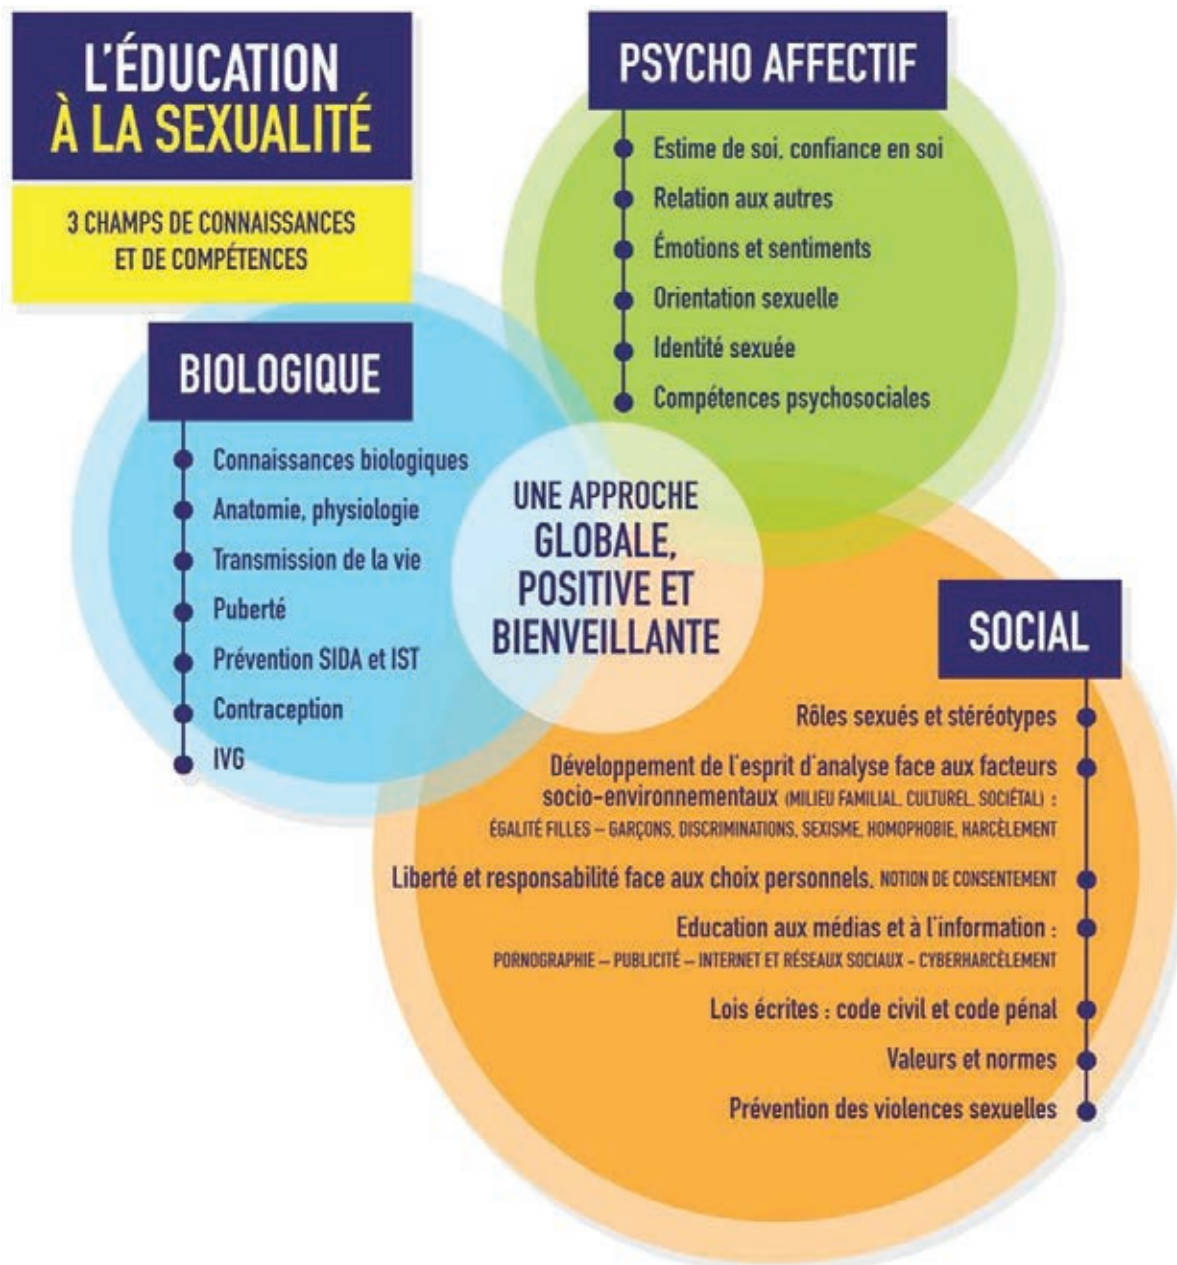 L'ÉDUCATION
À LA SEXUALITÉ
3 CHAMPS DE CONNAISSANCES
ET DE COMPÉTENCES
PSYCHO AFFECTIF
Estime de soi, confiance en soi
Relation aux autres
Émotions et sentiments
Orientation sexuelle
Identité sexuée
Compétences psychosociales
BIOLOGIQUE
Connaissances biologiques
Anatomie, physiologie
Transmission de la vie
Puberté
Prévention SIDA et IST
Contraception
IVG
UNE APPROCHE
GLOBALE,
POSITIVE ET
BIENVEILLANTE
SOCIAL
Rôles sexués et stéréotypes
Développement de l'esprit d'analyse face aux facteurs
socio-environnementaux (MILIEU FAMILIAL, CULTUREL, SOCIÉTAL) :
ÉGALITÉ FILLES – GARÇONS, DISCRIMINATIONS, SEXISME, HOMOPHOBIE, HARCÈLEMENT
Liberté et responsabilité face aux choix personnels, NOTION DE CONSENTEMENT
Education aux médias et à l'information :
PORNOGRAPHIE – PUBLICITÉ – INTERNET ET RÉSEAUX SOCIAUX - CYBERHARCÈLEMENT
Lois écrites : code civil et code pénal
Valeurs et normes
Prévention des violences sexuelles